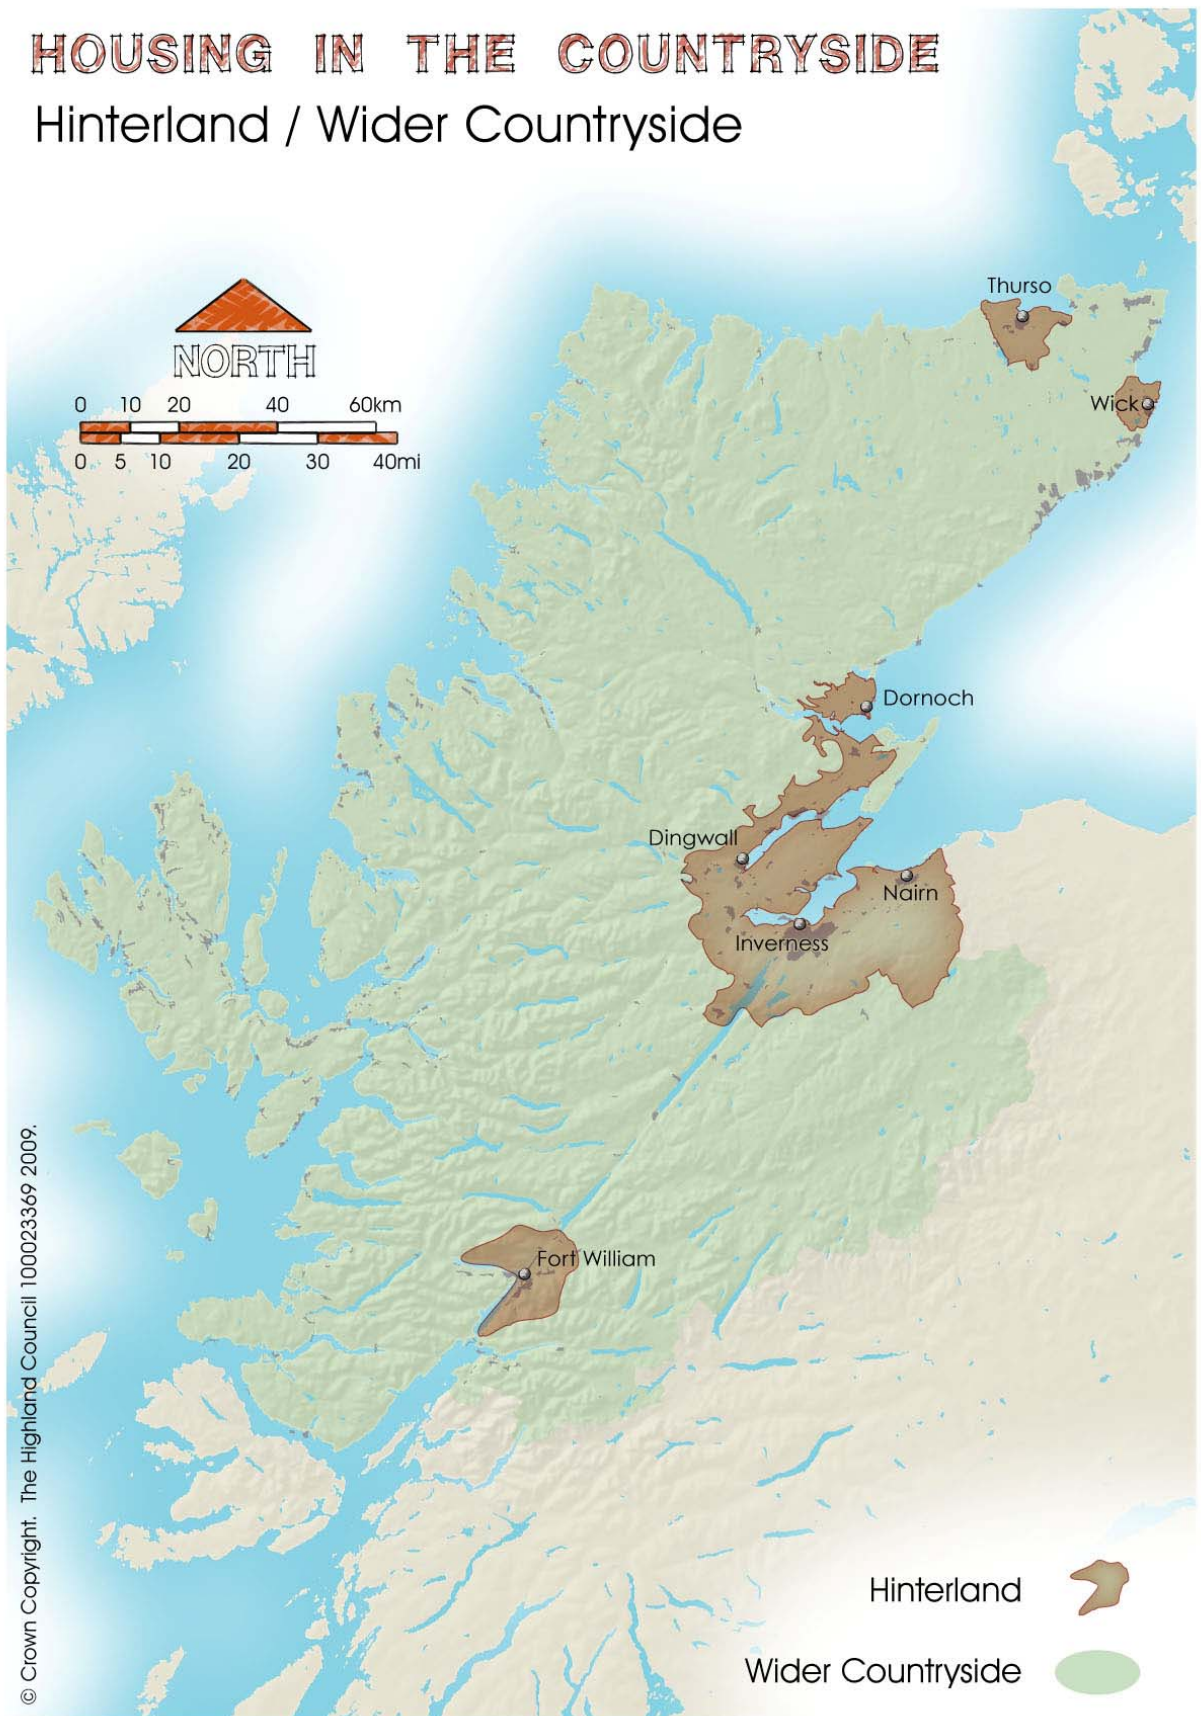 HOUSING IN THE COUNTRYSIDE
Hinterland / Wider Countryside
NORTH
0 10 20 40 60km
0 5 10 20 30 40mi
Thurso
Wick
Dornoch
Dingwall
Nairn
Inverness
Fort William
© Crown Copyright. The Highland Council 100023369 2009.
Hinterland
Wider Countryside